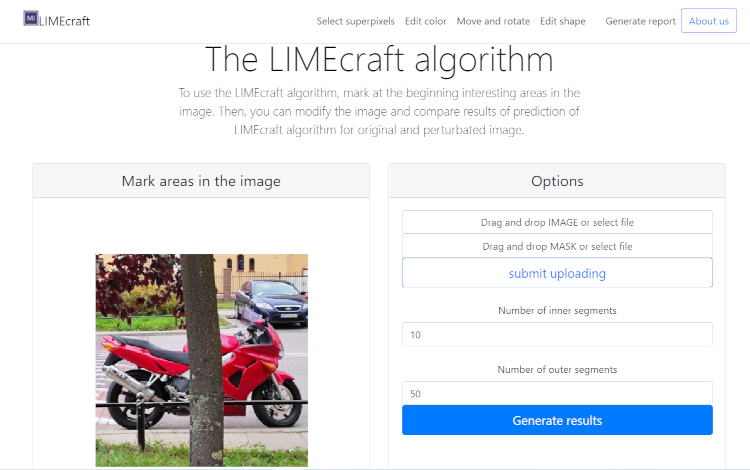 MI LIMEcraft
Select superpixels Edit color Move and rotate Edit shape Generate report About us
The LIMEcraft algorithm
To use the LIMEcraft algorithm, mark at the beginning interesting areas in the
image. Then, you can modify the image and compare results of prediction of
LIMEcraft algorithm for original and perturbated image.
Mark areas in the image
Options
Drag and drop IMAGE or select file
Drag and drop MASK or select file
submit uploading
Number of inner segments
10
Number of outer segments
50
Generate results